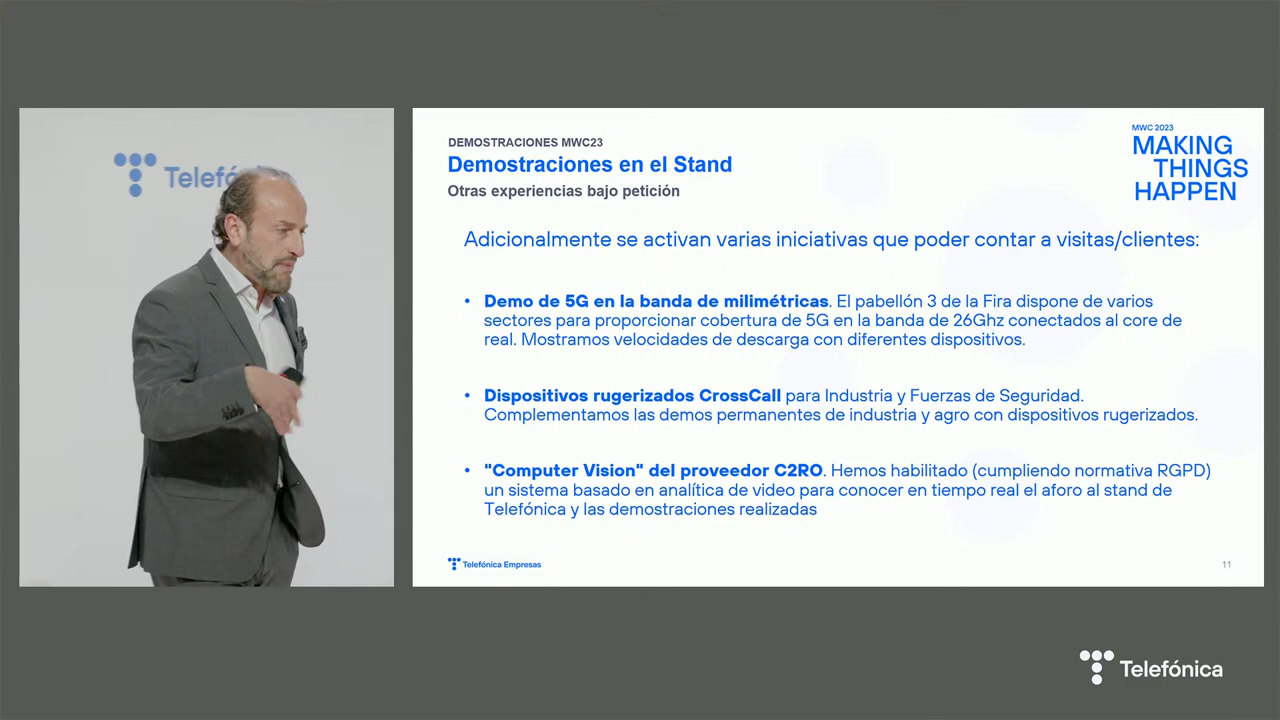 Telefó
DEMOSTRACIONES MWC23
Demostraciones en el Stand
Otras experiencias bajo petición
MWC 2023
MAKING
THINGS
HAPPEN
Adicionalmente se activan varias iniciativas que poder contar a visitas/clientes:
• Demo de 5G en la banda de milimétricas. El pabellón 3 de la Fira dispone de varios
sectores para proporcionar cobertura de 5G en la banda de 26Ghz conectados al core de
real. Mostramos velocidades de descarga con diferentes dispositivos.
• Dispositivos rugerizados CrossCall para Industria y Fuerzas de Seguridad.
Complementamos las demos permanentes de industria y agro con dispositivos rugerizados.
• "Computer Vision" del proveedor C2RO. Hemos habilitado (cumpliendo normativa RGPD)
un sistema basado en analítica de video para conocer en tiempo real el aforo al stand de
Telefónica y las demostraciones realizadas
Telefónica Empresas
11
Telefónica